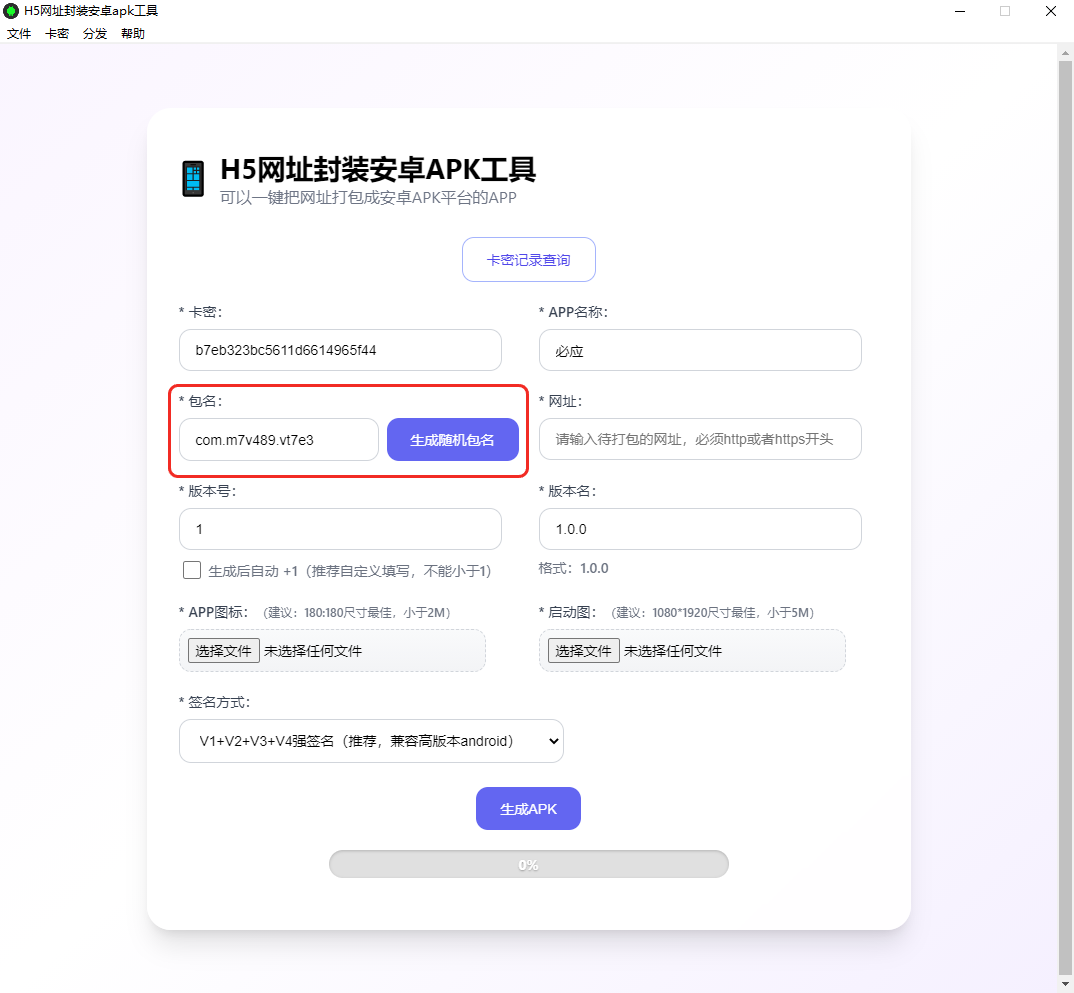 H5网址封装安卓apk工具
文件 卡密 分发 帮助
H5网址封装安卓APK工具
可以一键把网址打包成安卓APK平台的APP
卡密记录查询
* 卡密： * APP名称：
b7eb323bc5611d6614965f44 必应
* 包名： * 网址：
com.m7v489.vt7e3 生成随机包名 请输入待打包的网址，必须http或者https开头
* 版本号： * 版本名：
1 1.0.0
生成后自动 +1（推荐自定义填写，不能小于1） 格式：1.0.0
* APP图标： （建议：180:180尺寸最佳，小于2M） * 启动图： （建议：1080*1920尺寸最佳，小于5M）
选择文件 未选择任何文件 选择文件 未选择任何文件
* 签名方式：
V1+V2+V3+V4强签名（推荐，兼容高版本android）
生成APK
0%